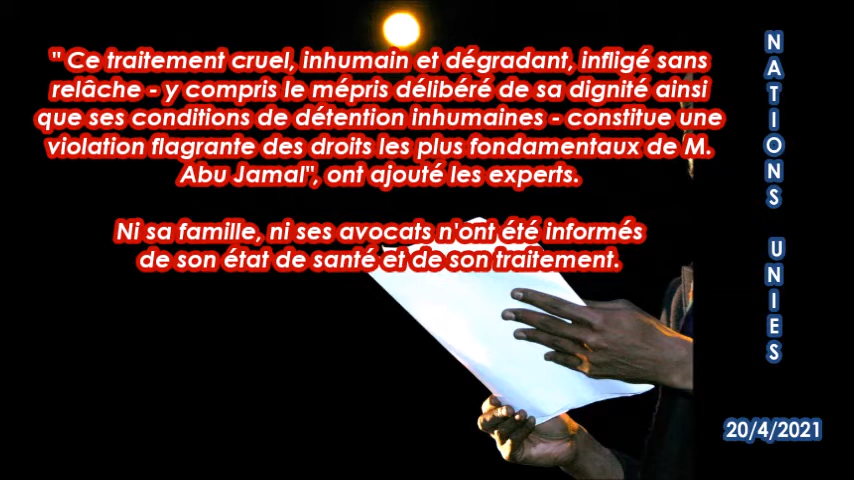 " Ce traitement cruel, inhumain et dégradant, infligé sans
relâche - y compris le mépris délibéré de sa dignité ainsi
que ses conditions de détention inhumaines - constitue une
violation flagrante des droits les plus fondamentaux de M.
Abu Jamal", ont ajouté les experts.
Ni sa famille, ni ses avocats n'ont été informés
de son état de santé et de son traitement.
NATIONS UNIES
20/4/2021